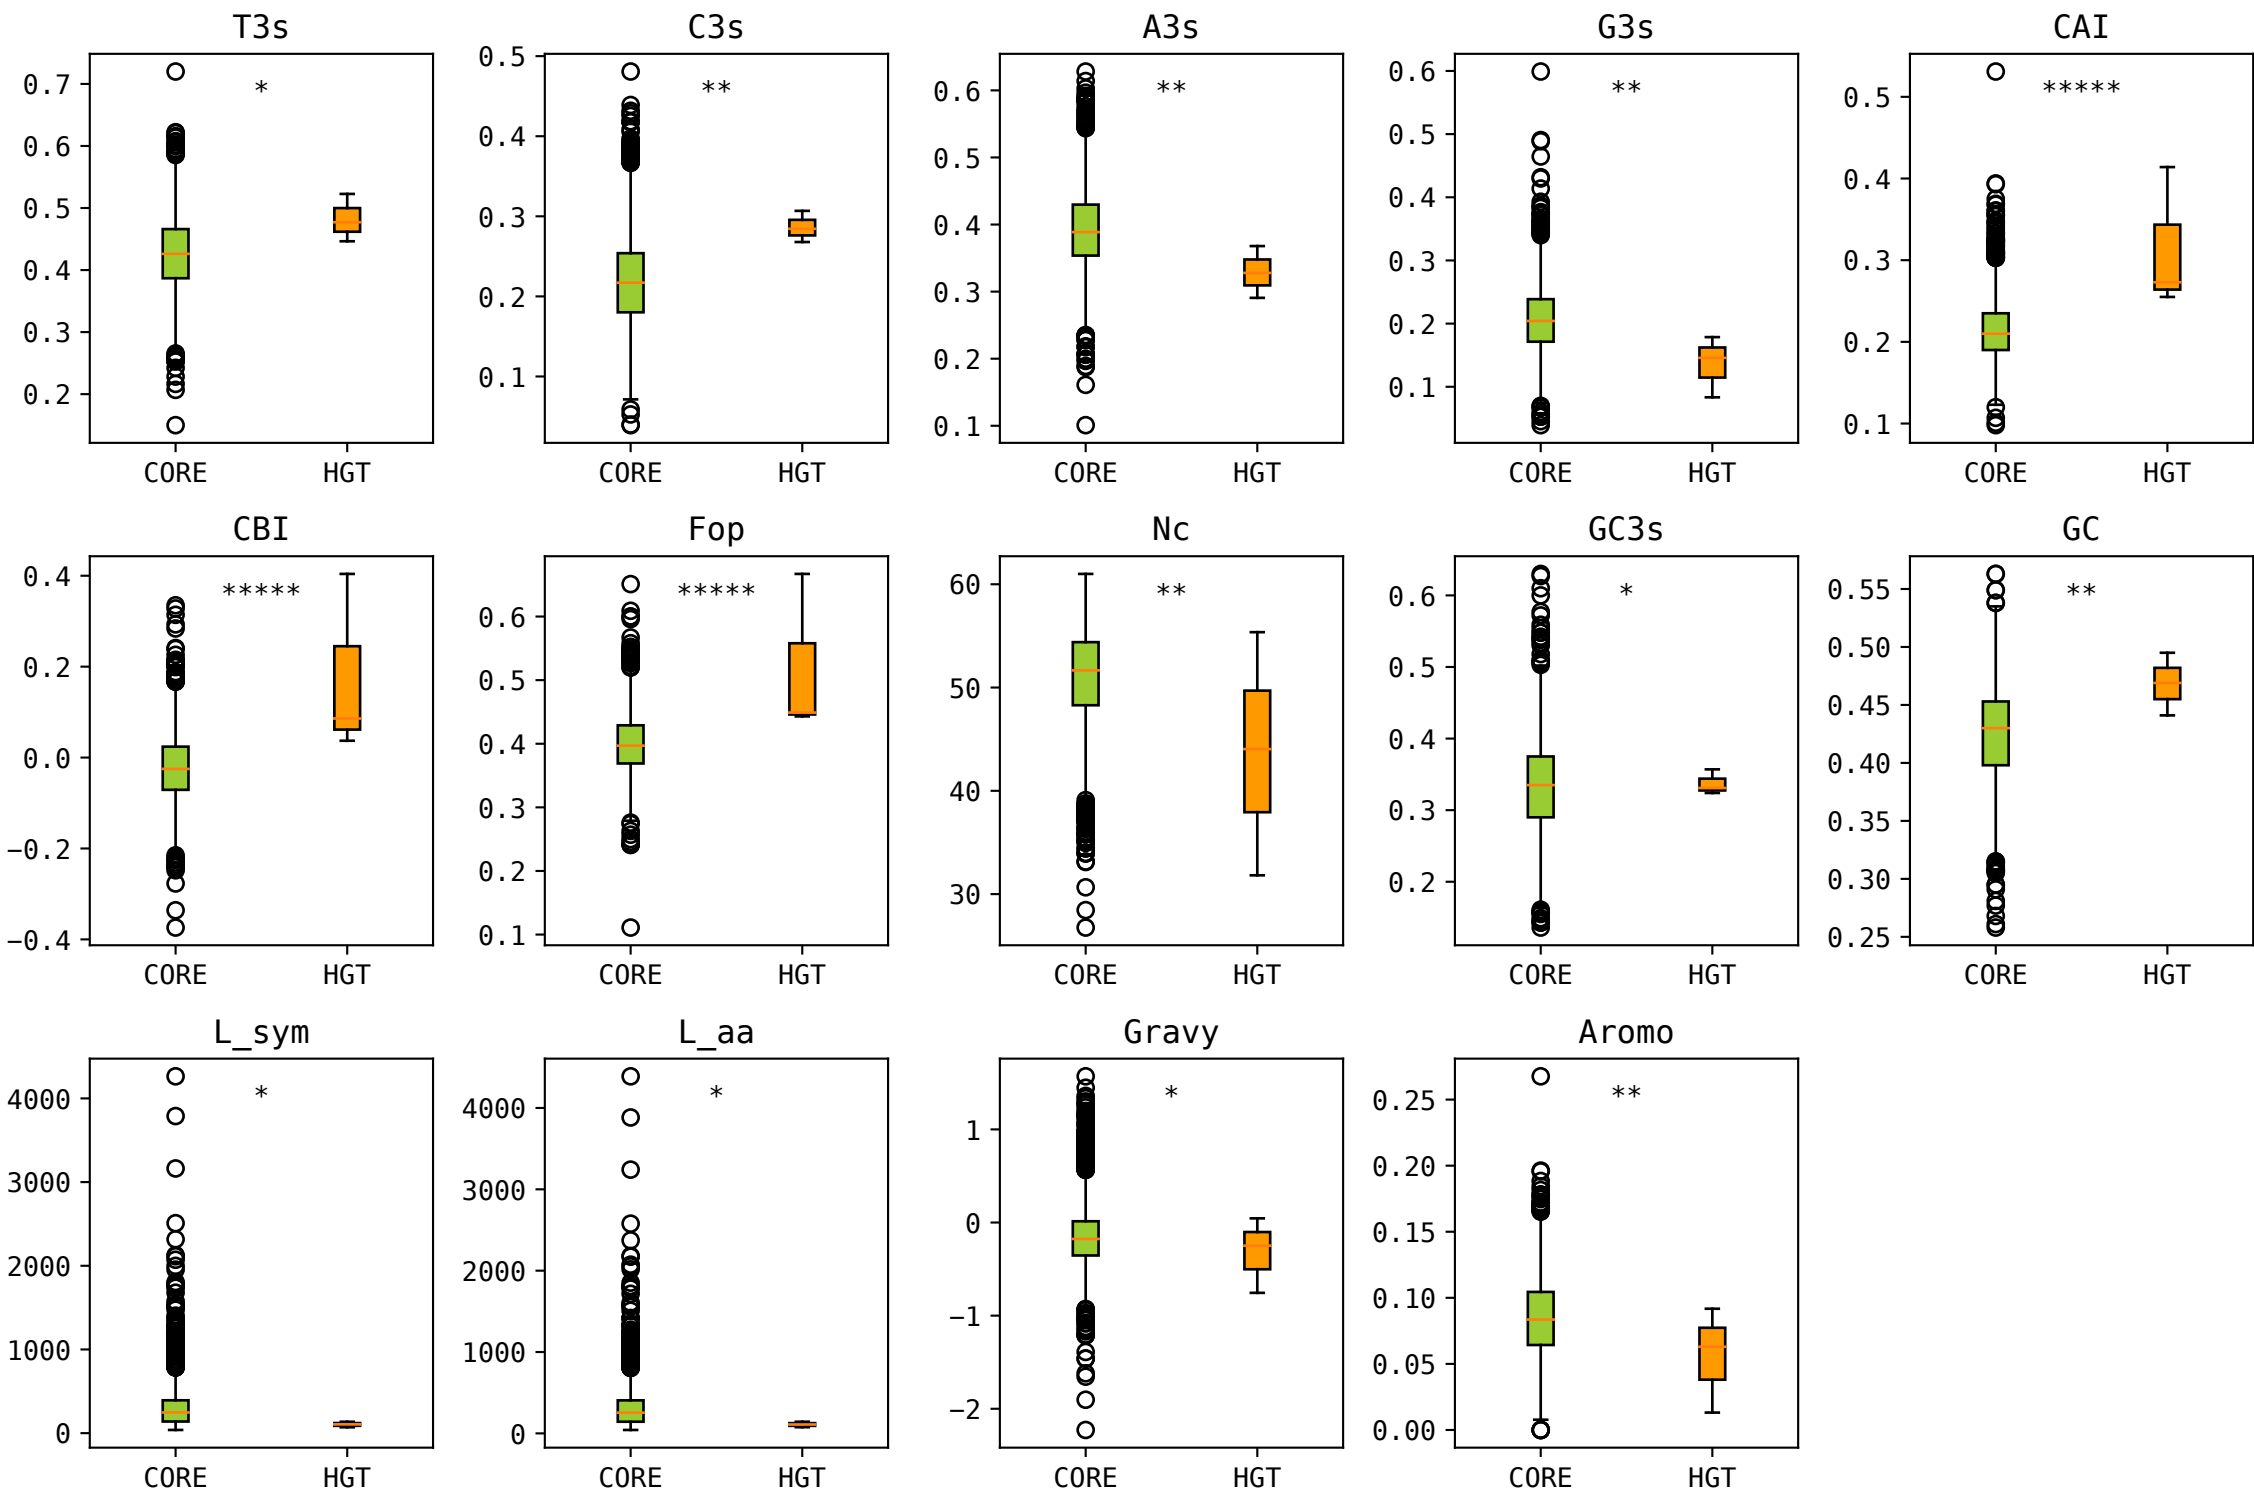 T3s
C3s
A3s
G3s
CAI
0.7
0.6
0.5
0.4
0.3
0.2
*
CORE
HGT
0.5
0.4
0.3
0.2
0.1
**
CORE
HGT
0.6
0.5
0.4
0.3
0.2
0.1
**
CORE
HGT
0.6
0.5
0.4
0.3
0.2
0.1
**
CORE
HGT
0.5
0.4
0.3
0.2
0.1
*****
CORE
HGT
CBI
Fop
Nc
GC3s
GC
0.4
0.2
0.0
−0.2
−0.4
*****
CORE
HGT
0.6
0.5
0.4
0.3
0.2
0.1
*****
CORE
HGT
60
50
40
30
**
CORE
HGT
0.6
0.5
0.4
0.3
0.2
*
CORE
HGT
0.55
0.50
0.45
0.40
0.35
0.30
0.25
**
CORE
HGT
L_sym
L_aa
Gravy
Aromo
4000
3000
2000
1000
0
*
CORE
HGT
4000
3000
2000
1000
0
*
CORE
HGT
1
0
−1
−2
*
CORE
HGT
0.25
0.20
0.15
0.10
0.05
0.00
**
CORE
HGT